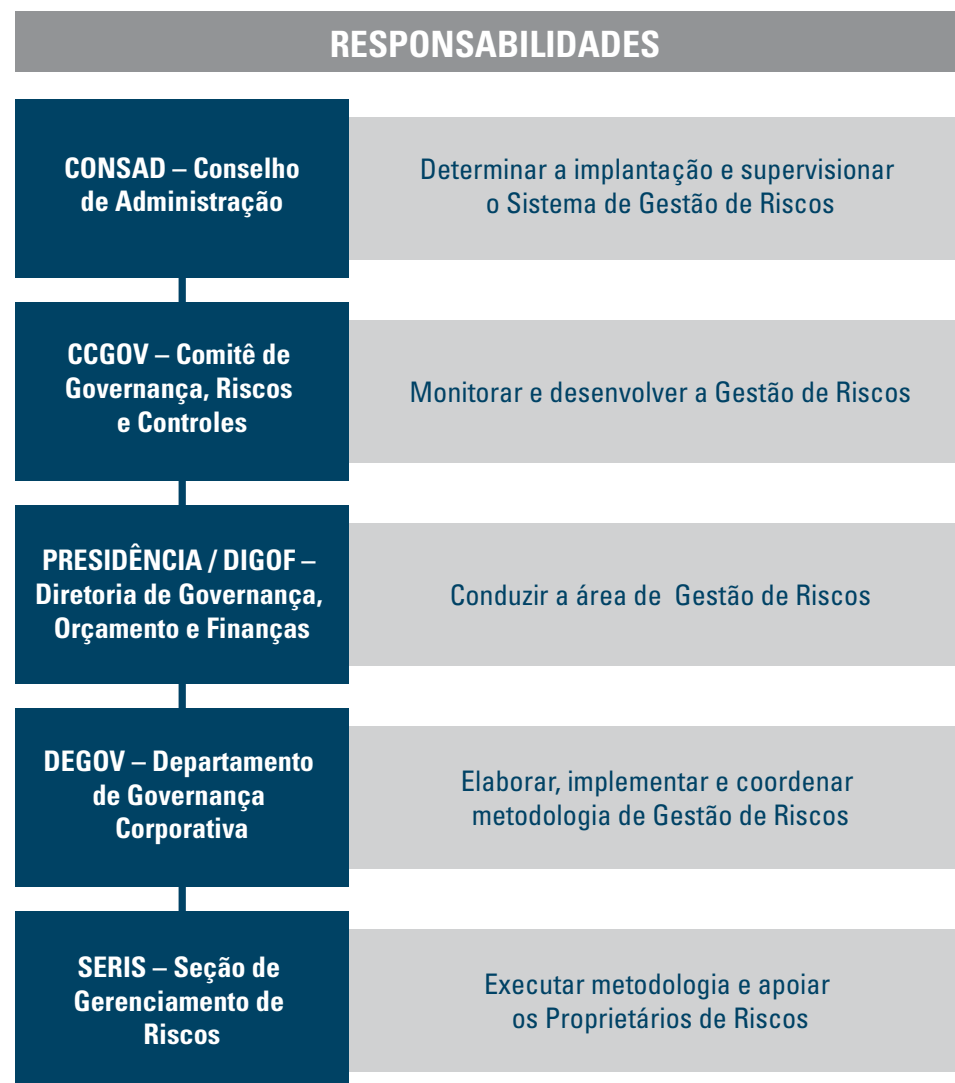 RESPONSABILIDADES
CONSAD – Conselho
de Administração
Determinar a implantação e supervisionar
o Sistema de Gestão de Riscos
CCGOV – Comitê de
Governança, Riscos
e Controles
Monitorar e desenvolver a Gestão de Riscos
PRESIDÊNCIA / DIGOF –
Diretoria de Governança,
Orçamento e Finanças
Conduzir a área de Gestão de Riscos
DEGOV – Departamento
de Governança
Corporativa
Elaborar, implementar e coordenar
metodologia de Gestão de Riscos
SERIS – Seção de
Gerenciamento de
Riscos
Executar metodologia e apoiar
os Proprietários de Riscos